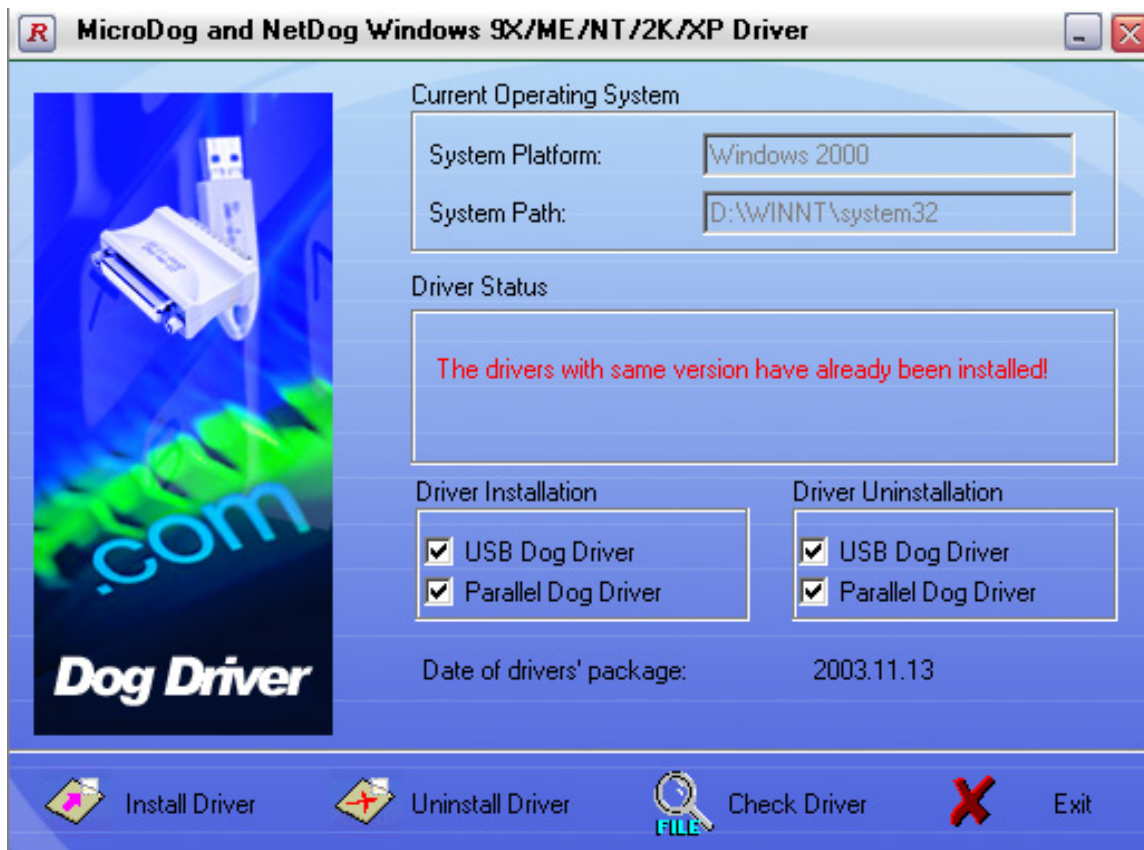 R MicroDog and NetDog Windows 9X/ME/NT/2K/XP Driver
Current Operating System
System Platform: Windows 2000
System Path: D:\WINNT\system32
Driver Status
The drivers with same version have already been installed!
Driver Installation
Driver Uninstallation
USB Dog Driver
USB Dog Driver
Parallel Dog Driver
Parallel Dog Driver
Date of drivers' package: 2003.11.13
.com
Dog Driver
Install Driver
Uninstall Driver
FILE
Check Driver
Exit